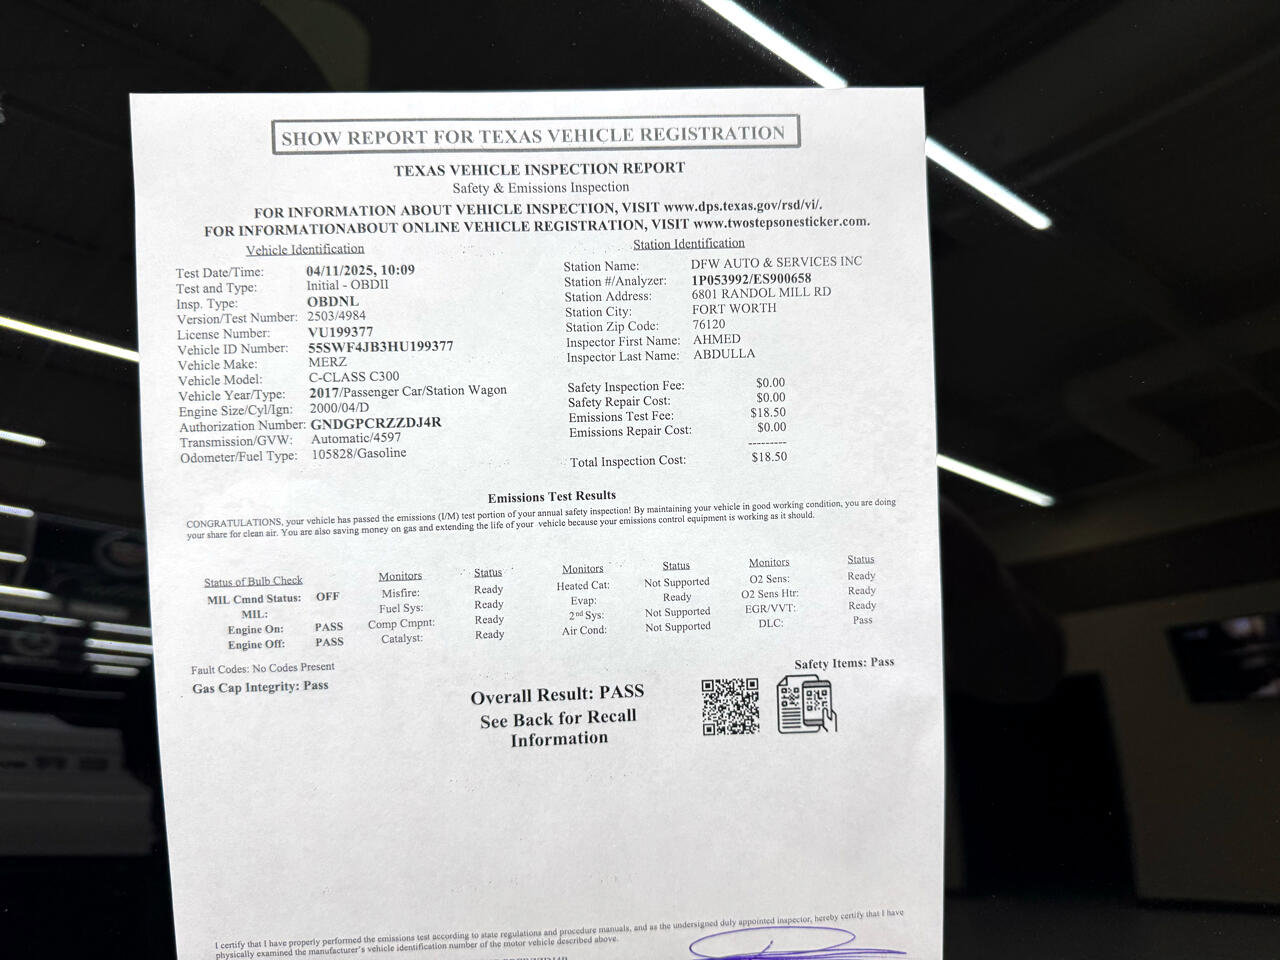 SHOW REPORT FOR TEXAS VEHICLE REGISTRATION
TEXAS VEHICLE INSPECTION REPORT
Safety & Emissions Inspection
FOR INFORMATION ABOUT VEHICLE INSPECTION, VISIT www.dps.texas.gov/rsd/vi/.
FOR INFORMATIONABOUT ONLINE VEHICLE REGISTRATION, VISIT www.twostepsonesticker.com.
Vehicle Identification
Test Date/Time: 04/11/2025, 10:09
Test and Type: Initial - OBDII
Insp. Type: OBDNL
Version/Test Number: 2503/4984
License Number: VU199377
Vehicle ID Number: 55SWF4JB3HU199377
Vehicle Make: MERZ
Vehicle Model: C-CLASS C300
Vehicle Year/Type: 2017/Passenger Car/Station Wagon
Engine Size/Cyl/Ign: 2000/04/D
Authorization Number: GNDGPCRZZDJ4R
Transmission/GVW: Automatic/4597
Odometer/Fuel Type: 105828/Gasoline
Station Identification
Station Name: DFW AUTO & SERVICES INC
Station #/Analyzer: 1P053992/ES900658
Station Address: 6801 RANDOL MILL RD
Station City: FORT WORTH
Station Zip Code: 76120
Inspector First Name: AHMED
Inspector Last Name: ABDULLA
Safety Inspection Fee: $0.00
Safety Repair Cost: $0.00
Emissions Test Fee: $18.50
Emissions Repair Cost: $0.00
---------
Total Inspection Cost: $18.50
Emissions Test Results
CONGRATULATIONS, your vehicle has passed the emissions (I/M) test portion of your annual safety inspection! By maintaining your vehicle in good working condition, you are doing
your share for clean air. You are also saving money on gas and extending the life of your vehicle because your emissions control equipment is working as it should.
Status of Bulb Check
MIL Cmnd Status: OFF
MIL:
Engine On: PASS
Engine Off: PASS
Monitors Status
Misfire: Ready
Fuel Sys: Ready
Comp Cmpnt: Ready
Catalyst: Ready
Monitors Status
Heated Cat: Not Supported
Evap: Ready
2nd Sys: Not Supported
Air Cond: Not Supported
Monitors Status
O2 Sens: Ready
O2 Sens Htr: Ready
EGR/VVT: Ready
DLC: Pass
Fault Codes: No Codes Present
Gas Cap Integrity: Pass
Safety Items: Pass
Overall Result: PASS
See Back for Recall
Information
I certify that I have properly performed the emissions test according to state regulations and procedure manuals, and as the undersigned duly appointed inspector, hereby certify that I have
physically examined the manufacturer's vehicle identification number of the motor vehicle described above.